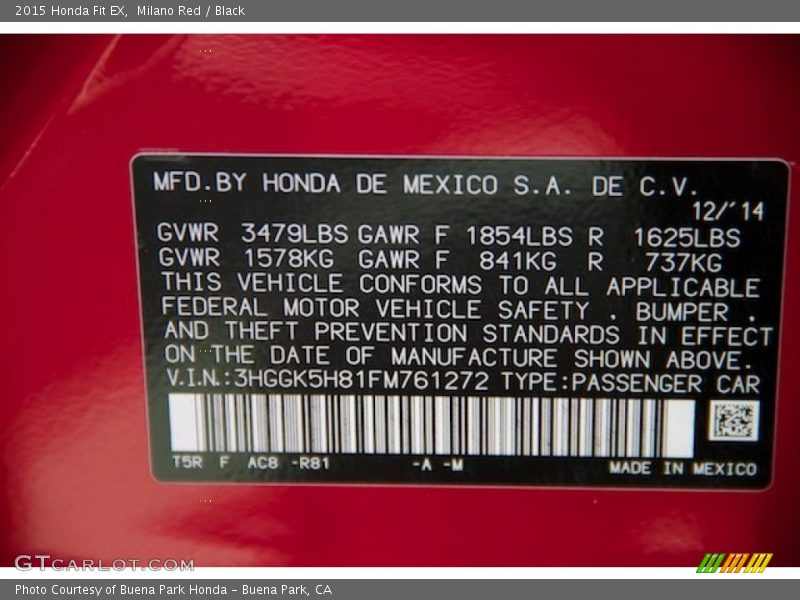 2015 Honda Fit EX, Milano Red / Black
MFD.BY HONDA DE MEXICO S.A. DE C.V.
12/´14
GVWR 3479LBS GAWR F 1854LBS R 1625LBS
GVWR 1578KG GAWR F 841KG R 737KG
THIS VEHICLE CONFORMS TO ALL APPLICABLE
FEDERAL MOTOR VEHICLE SAFETY . BUMPER .
AND THEFT PREVENTION STANDARDS IN EFFECT
ON THE DATE OF MANUFACTURE SHOWN ABOVE.
V.I.N.:3HGGK5H81FM761272 TYPE:PASSENGER CAR
T5R F AC8 -R81 -A -M MADE IN MEXICO
GTCARLOT.COM
Photo Courtesy of Buena Park Honda - Buena Park, CA